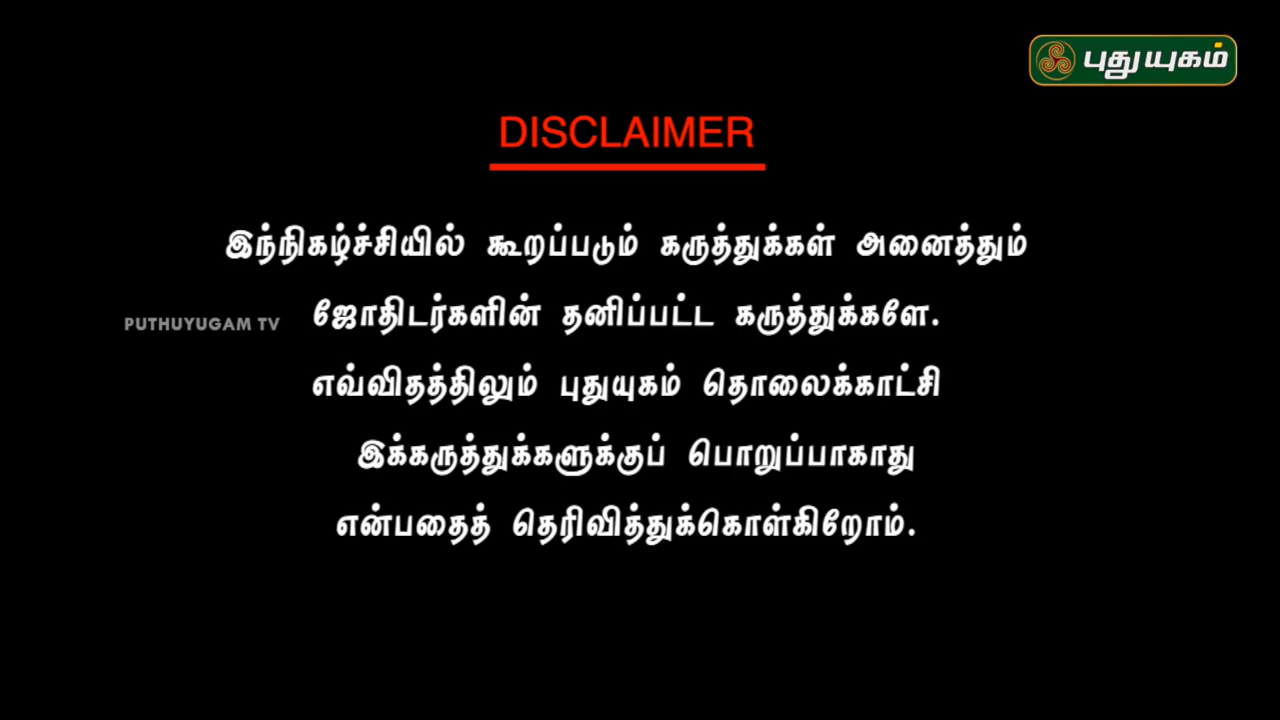 புதுயுகம்
DISCLAIMER
இந்நிகழ்ச்சியில் கூறப்படும் கருத்துக்கள் அனைத்தும்
PUTHUYUGAM TV
ஜோதிடர்களின் தனிப்பட்ட கருத்துக்களே.
எவ்விதத்திலும் புதுயுகம் தொலைக்காட்சி
இக்கருத்துக்களுக்குப் பொறுப்பாகாது
என்பதைத் தெரிவித்துக்கொள்கிறோம்.